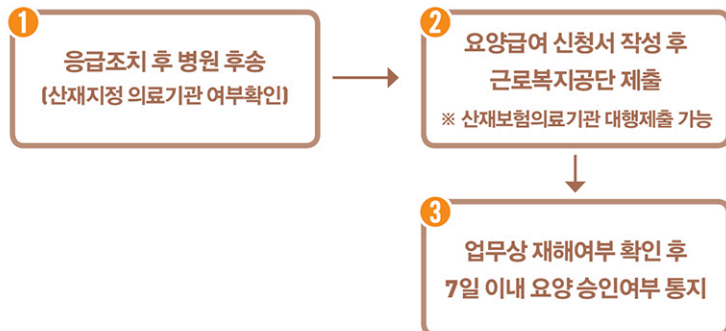 1
응급조치 후 병원 후송
(산재지정 의료기관 여부확인)
2
요양급여 신청서 작성 후
근로복지공단 제출
※ 산재보험의료기관 대행제출 가능
3
업무상 재해여부 확인 후
7일 이내 요양 승인여부 통지